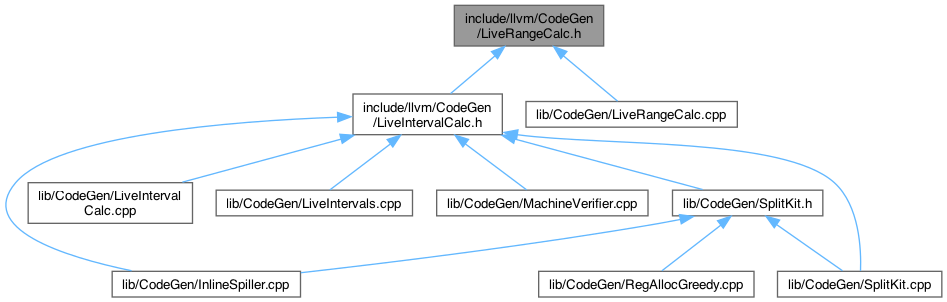 include/llvm/CodeGen
/LiveRangeCalc.h
include/llvm/CodeGen
/LiveIntervalCalc.h
lib/CodeGen/LiveRangeCalc.cpp
lib/CodeGen/LiveInterval
Calc.cpp
lib/CodeGen/LiveIntervals.cpp
lib/CodeGen/MachineVerifier.cpp
lib/CodeGen/SplitKit.h
lib/CodeGen/InlineSpiller.cpp
lib/CodeGen/RegAllocGreedy.cpp
lib/CodeGen/SplitKit.cpp